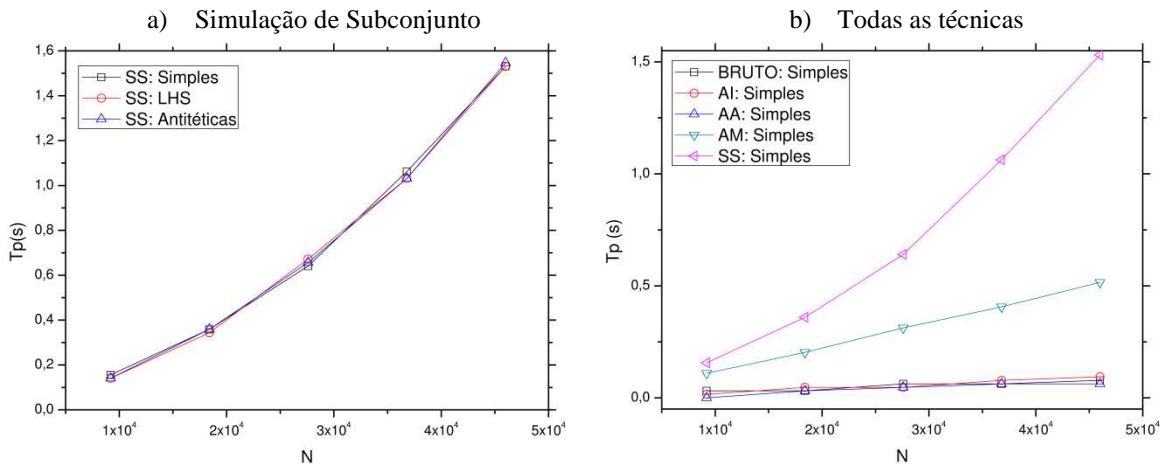 a) Simulação de Subconjunto
1,6
1,4
1,2
1,0
0,8
0,6
0,4
0,2
0,0
Tp(s)
SS: Simples
SS: LHS
SS: Antitéticas
1x10⁴
2x10⁴
3x10⁴
4x10⁴
5x10⁴
N
b) Todas as técnicas
1,5
1,0
0,5
0,0
Tp (s)
BRUTO: Simples
AI: Simples
AA: Simples
AM: Simples
SS: Simples
1x10⁴
2x10⁴
3x10⁴
4x10⁴
5x10⁴
N